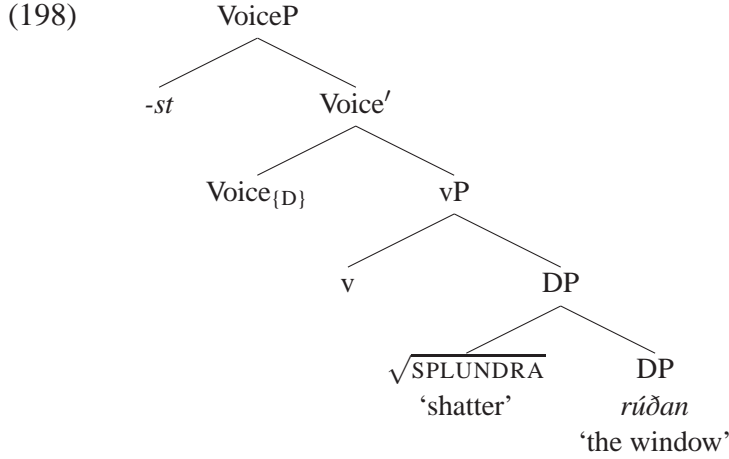 (198) VoiceP
-st Voice′
Voice{D} vP
v DP
√SPLUNDRA DP
‘shatter’ rúðan
‘the window’